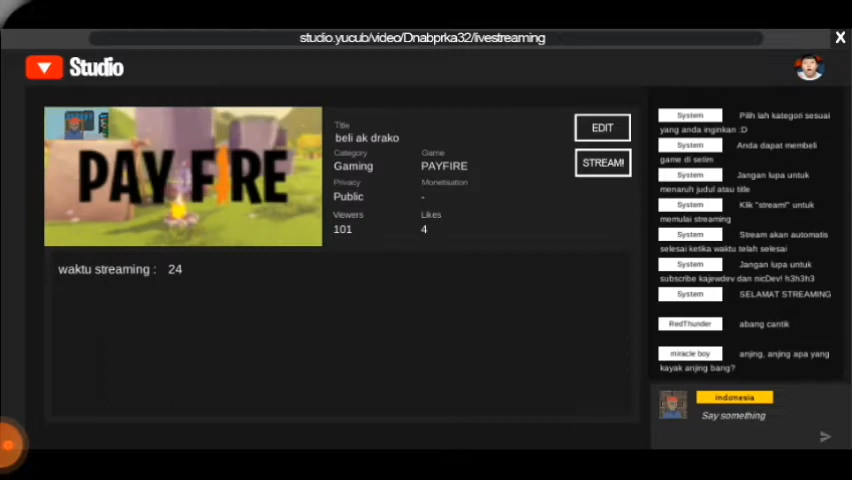 studio.yucub/video/Dnabprka32/livestreaming
X
Studio
PAYFIRE
Title
beli ak drako
Category
Game
Gaming
PAYFIRE
Privacy
Monetisation
Public
-
Viewers
Likes
101
4
EDIT
STREAM!
waktu streaming : 24
System Pilih lah kategori sesuai
yang anda inginkan :D
System Anda dapat membeli
game di setim
System Jangan lupa untuk
menaruh judul atau title
System Klik "stream!" untuk
memulai streaming
System Stream akan automatis
selesai ketika waktu telah selesai
System Jangan lupa untuk
subscribe kajewdev dan nicDev! h3h3h3
System SELAMAT STREAMING
RedThunder abang cantik
miracle boy anjing, anjing apa yang
kayak anjing bang?
indonesia
Say something